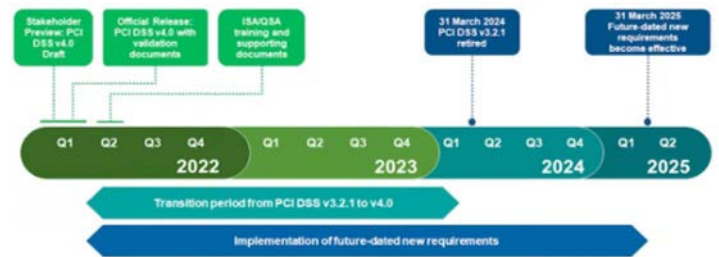 Stakeholder
Preview: PCI
DSS v4.0
Draft
Official Release:
PCI DSS v4.0 with
validation
documents
ISA/QSA
training and
supporting
documents
31 March 2024
PCI DSS v3.2.1
retired
31 March 2025
Future-dated new
requirements
become effective
Q1 Q2 Q3 Q4 Q1 Q2 Q3 Q4 Q1 Q2 Q3 Q4 Q1 Q2
2022 2023 2024 2025
Transition period from PCI DSS v3.2.1 to v4.0
Implementation of future-dated new requirements